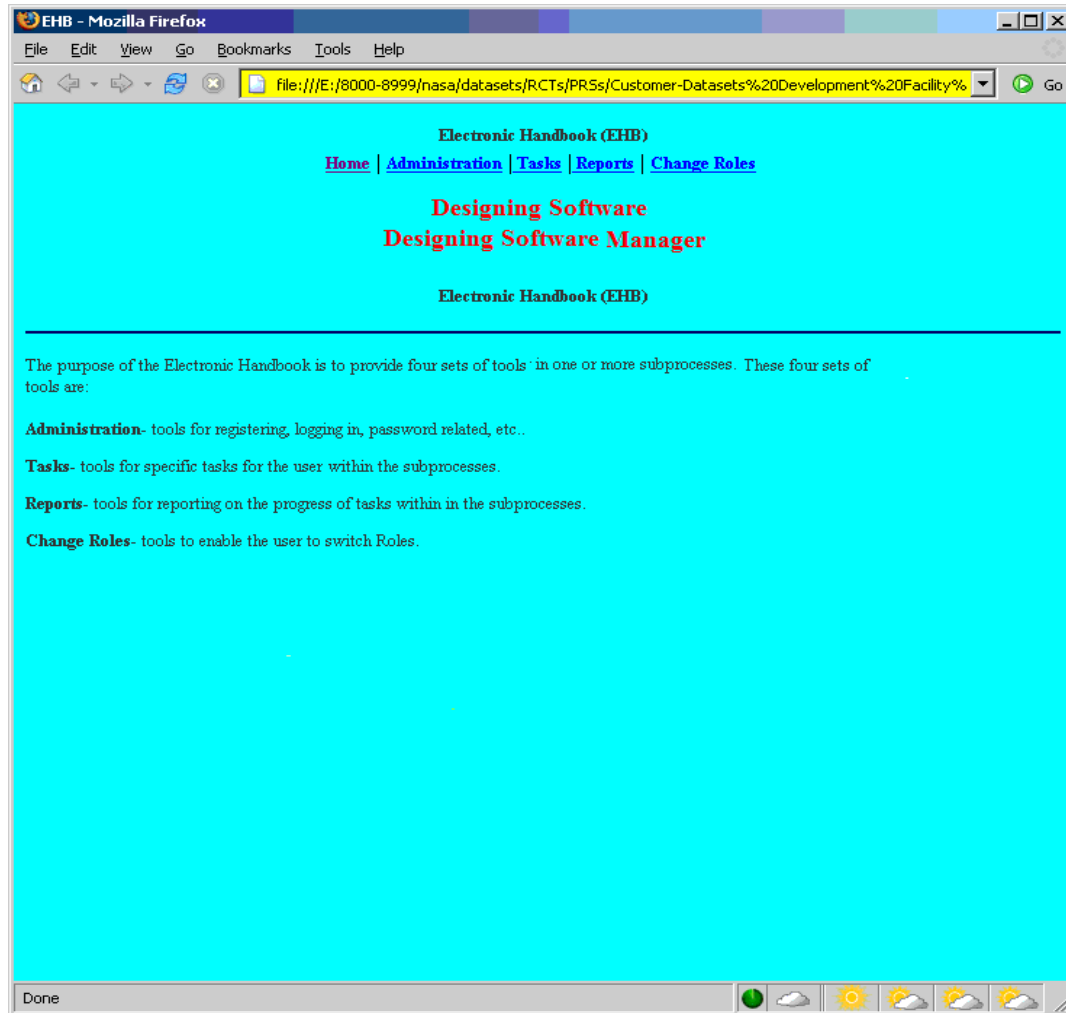 EHB - Mozilla Firefox
File Edit View Go Bookmarks Tools Help
file:///E:/8000-8999/nasa/datasets/RCTs/PRSs/Customer-Datasets%20Development%20Facility% Go
Electronic Handbook (EHB)
Home | Administration | Tasks | Reports | Change Roles
Designing Software
Designing Software Manager
Electronic Handbook (EHB)
The purpose of the Electronic Handbook is to provide four sets of tools in one or more subprocesses. These four sets of
tools are:
Administration- tools for registering, logging in, password related, etc..
Tasks- tools for specific tasks for the user within the subprocesses.
Reports- tools for reporting on the progress of tasks within in the subprocesses.
Change Roles- tools to enable the user to switch Roles.
Done